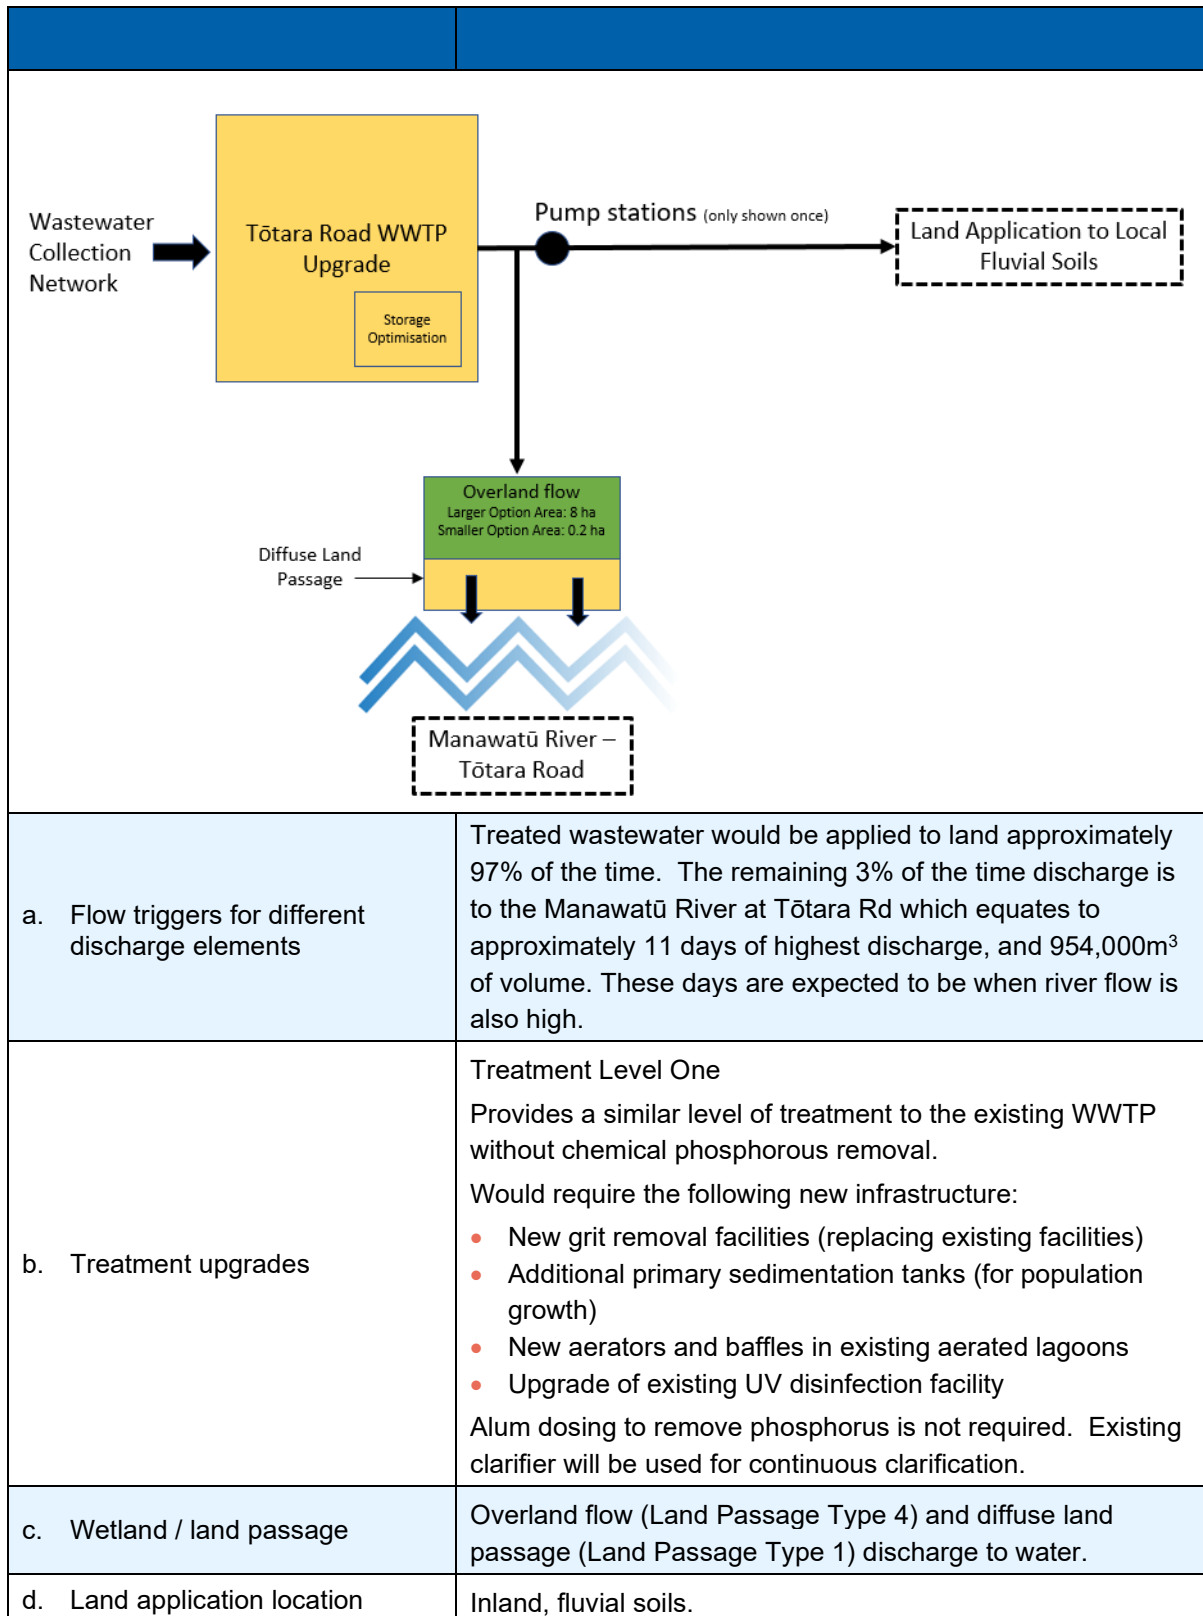 Wastewater
Collection
Network
Tōtara Road WWTP
Upgrade
Storage
Optimisation
Pump stations (only shown once)
Land Application to Local
Fluvial Soils
Overland flow
Larger Option Area: 8 ha
Smaller Option Area: 0.2 ha
Diffuse Land
Passage
Manawatū River –
Tōtara Road
a. Flow triggers for different
discharge elements
Treated wastewater would be applied to land approximately
97% of the time. The remaining 3% of the time discharge is
to the Manawatū River at Tōtara Rd which equates to
approximately 11 days of highest discharge, and 954,000m³
of volume. These days are expected to be when river flow is
also high.
b. Treatment upgrades
Treatment Level One
Provides a similar level of treatment to the existing WWTP
without chemical phosphorous removal.
Would require the following new infrastructure:
• New grit removal facilities (replacing existing facilities)
• Additional primary sedimentation tanks (for population
growth)
• New aerators and baffles in existing aerated lagoons
• Upgrade of existing UV disinfection facility
Alum dosing to remove phosphorus is not required. Existing
clarifier will be used for continuous clarification.
c. Wetland / land passage
Overland flow (Land Passage Type 4) and diffuse land
passage (Land Passage Type 1) discharge to water.
d. Land application location
Inland, fluvial soils.